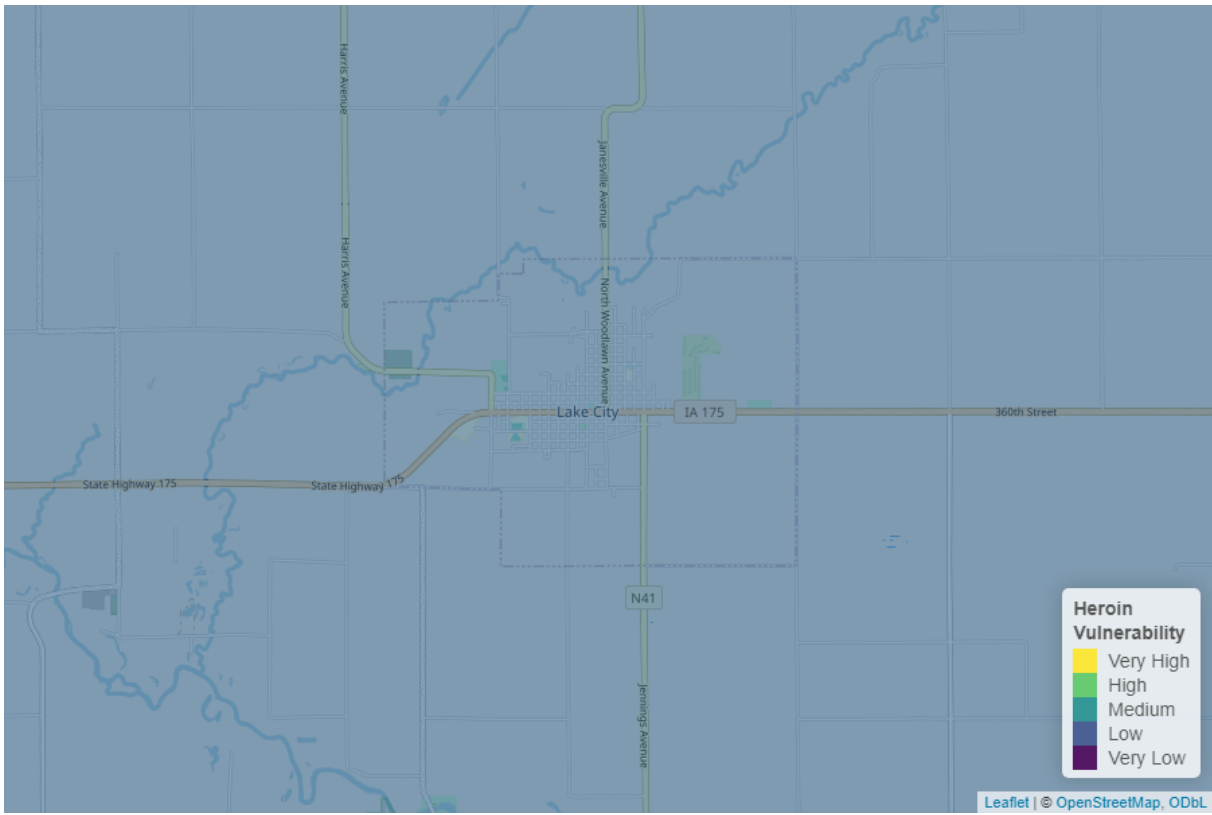 Harris Avenue
Janesville Avenue
Harris Avenue
North Woodlawn Avenue
Lake City
IA 175
360th Street
State Highway 175
State Highway 175
N41
Jennings Avenue
Heroin
Vulnerability
Very High
High
Medium
Low
Very Low
Leaflet | © OpenStreetMap, ODbL